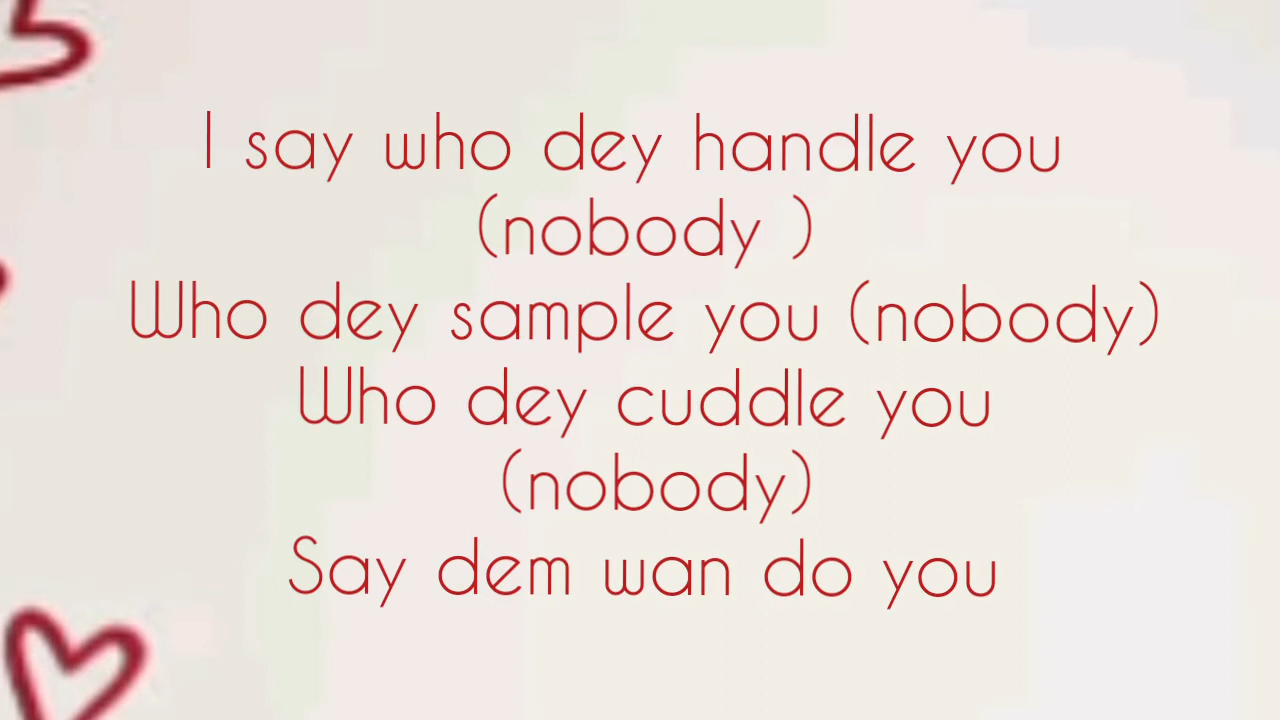 I say who dey handle you
(nobody )
Who dey sample you (nobody)
Who dey cuddle you
(nobody)
Say dem wan do you